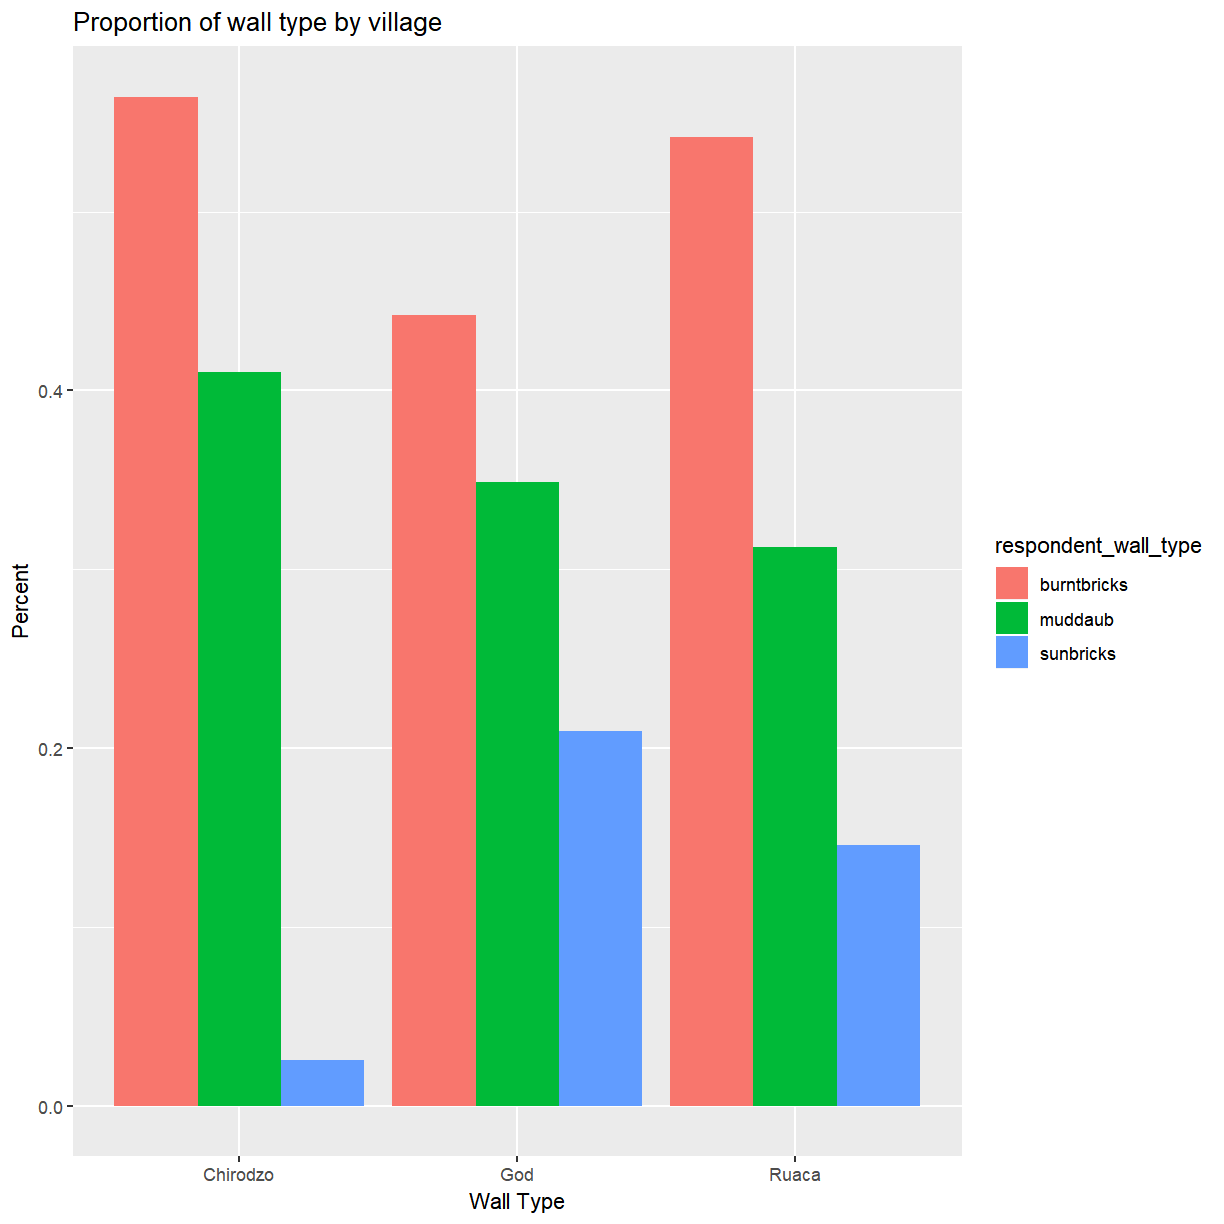 Proportion of wall type by village
Percent
0.4
0.2
0.0
Chirodzo God Ruaca
Wall Type
respondent_wall_type
burntbricks
muddaub
sunbricks